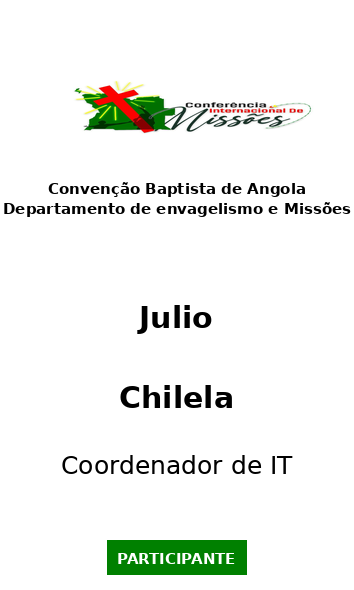 Conferência
Internacional De
Missões
Convenção Baptista de Angola
Departamento de envagelismo e Missões
Julio
Chilela
Coordenador de IT
PARTICIPANTE